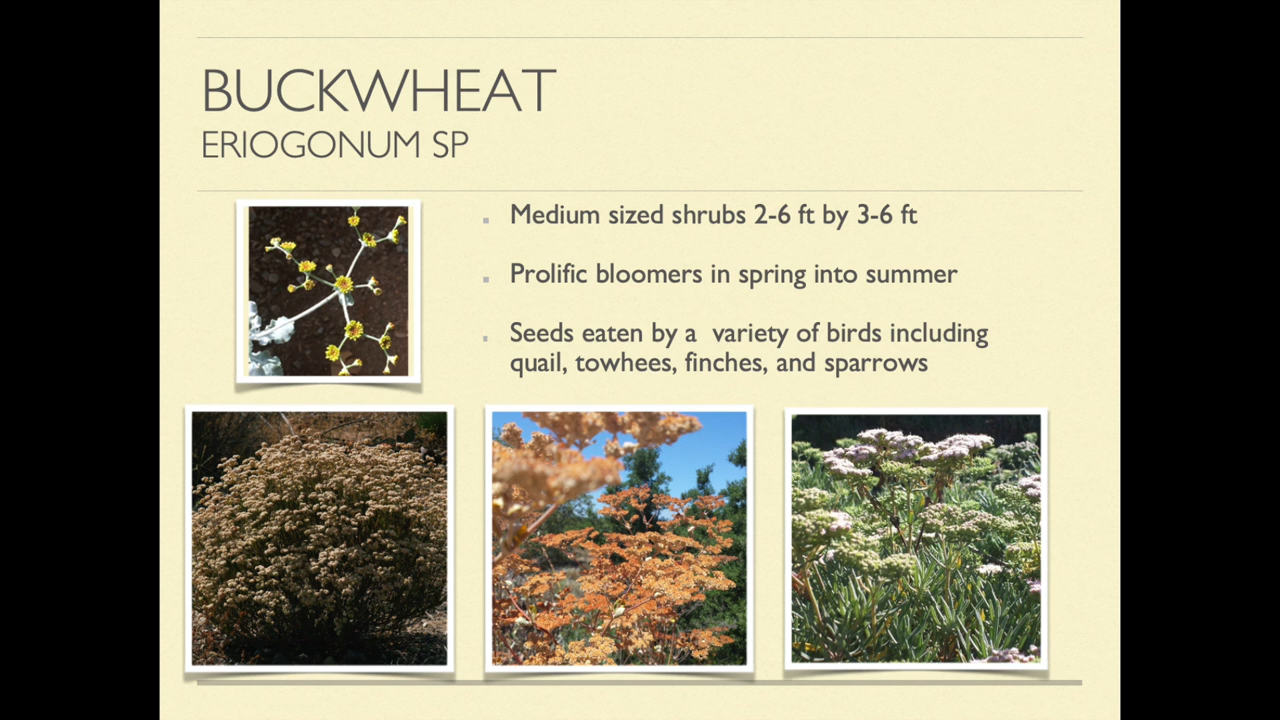 BUCKWHEAT
ERIOGONUM SP
Medium sized shrubs 2-6 ft by 3-6 ft
Prolific bloomers in spring into summer
Seeds eaten by a  variety of birds including
quail, towhees, finches, and sparrows